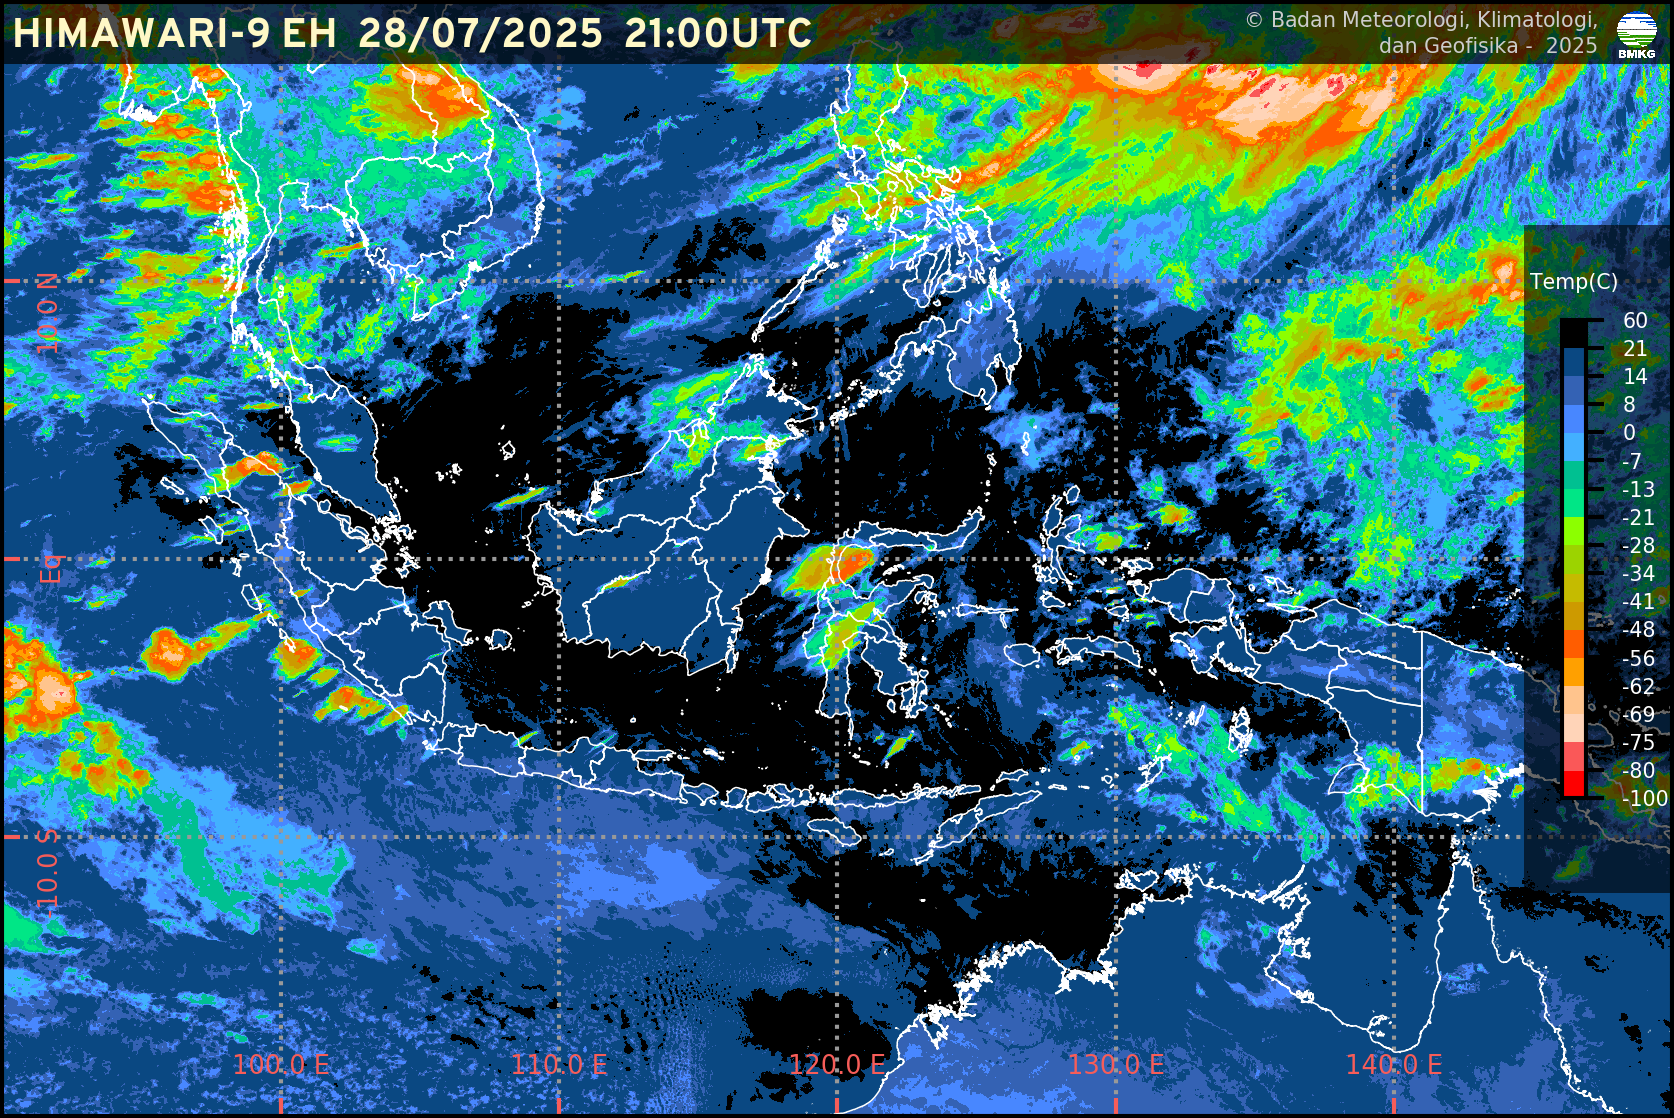 HIMAWARI-9 EH 28/07/2025 21:00UTC
© Badan Meteorologi, Klimatologi,
dan Geofisika - 2025
BMKG
Temp(C)
60
21
14
8
0
-7
-13
-21
-28
-34
-41
-48
-56
-62
-69
-75
-80
-100
10.0 N
Eq
-10.0 S
100.0 E
110.0 E
120.0 E
130.0 E
140.0 E